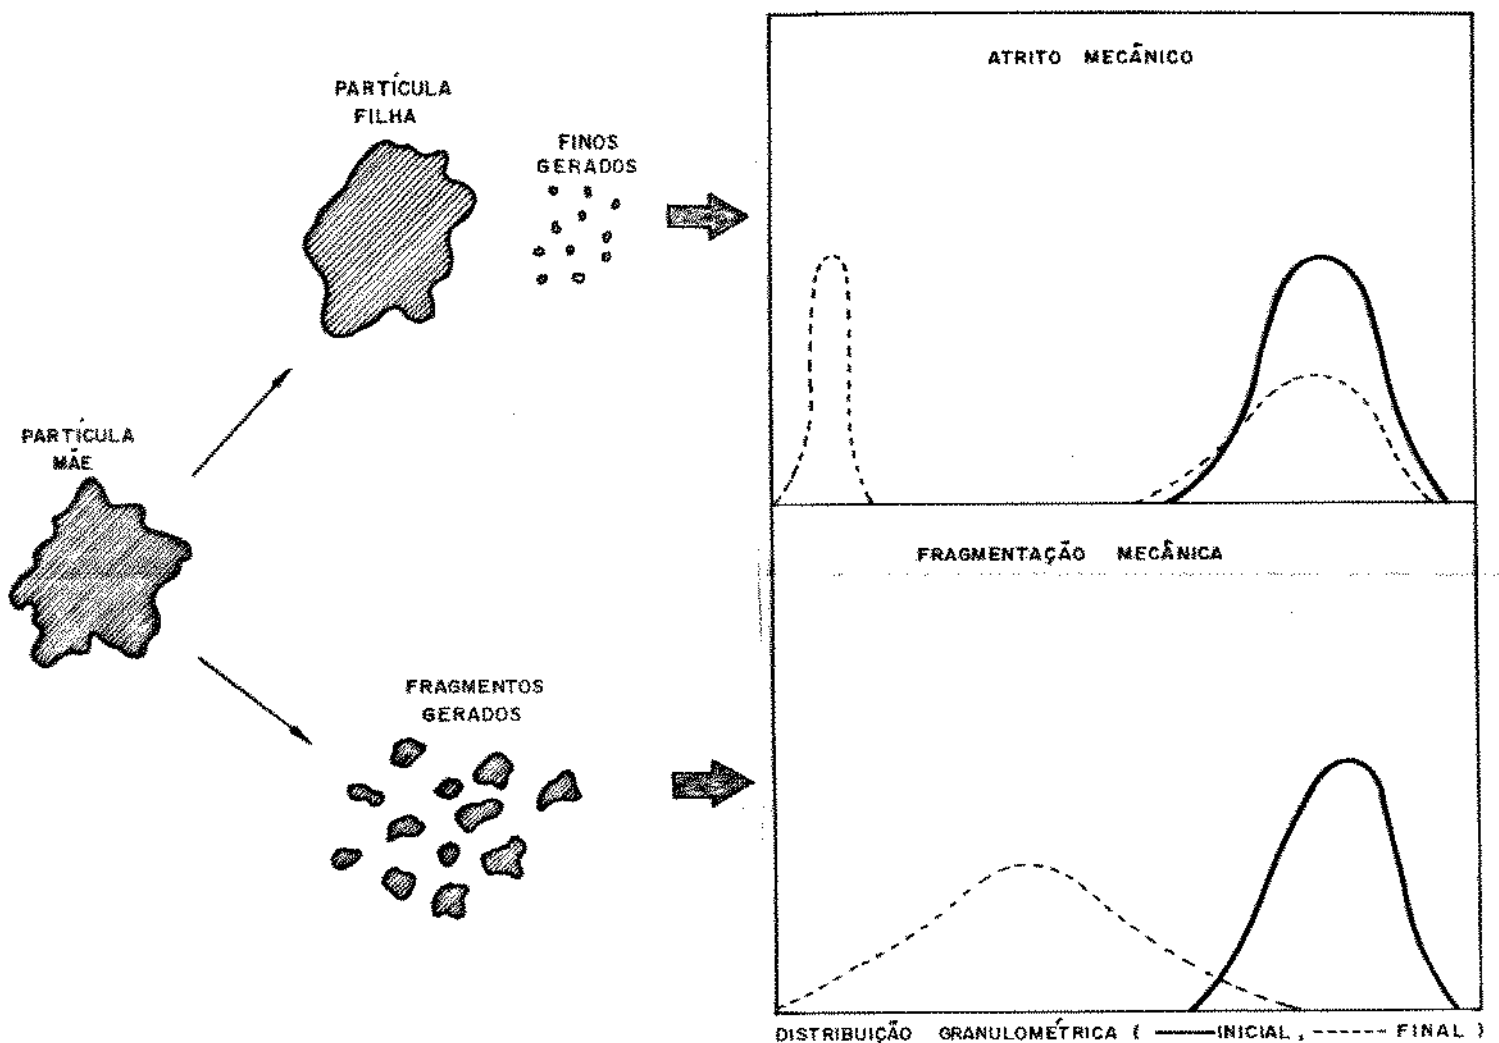 PARTÍCULA
FILHA
FINOS
GERADOS
PARTÍCULA
MÃE
FRAGMENTOS
GERADOS
ATRITO MECÂNICO
FRAGMENTAÇÃO MECÂNICA
DISTRIBUIÇÃO GRANULOMÉTRICA ( INICIAL , ------ FINAL )